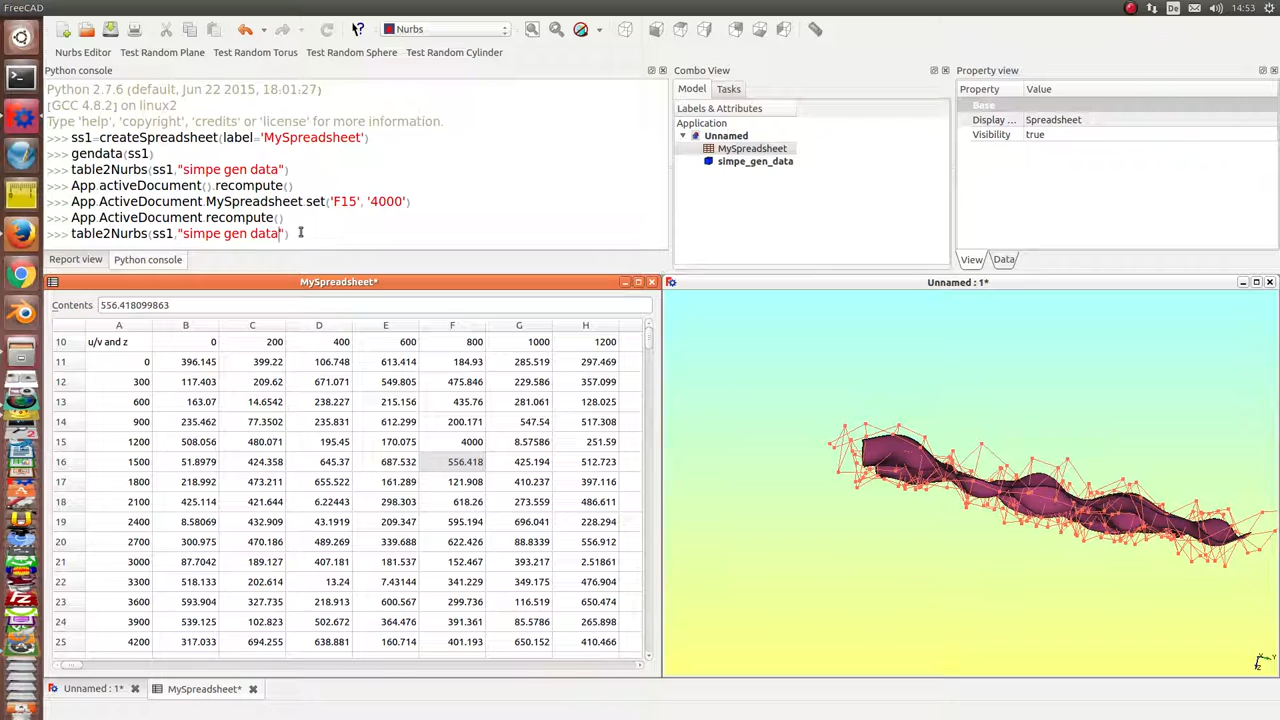 FreeCAD
De
14:53
Nurbs
Nurbs Editor Test Random Plane Test Random Torus Test Random Sphere Test Random Cylinder
Python console
Python 2.7.6 (default, Jun 22 2015, 18:01:27)
[GCC 4.8.2] on linux2
Type 'help', 'copyright', 'credits' or 'license' for more information.
>>> ss1=createSpreadsheet(label='MySpreadsheet')
>>> gendata(ss1)
>>> table2Nurbs(ss1,"simpe gen data")
>>> App.activeDocument().recompute()
>>> App.ActiveDocument.MySpreadsheet.set('F15', '4000')
>>> App.ActiveDocument.recompute()
>>> table2Nurbs(ss1,"simpe gen data")
Report view Python console
Combo View
Model Tasks
Labels & Attributes
Application
Unnamed
MySpreadsheet
simpe_gen_data
Property view
Property Value
Base
Display ... Spreadsheet
Visibility true
View Data
MySpreadsheet*
Contents 556.418099863
A B C D E F G H
10 u/v and z 0 200 400 600 800 1000 1200
11 0 396.145 399.22 106.748 613.414 184.93 285.519 297.469
12 300 117.403 209.62 671.071 549.805 475.846 229.586 357.099
13 600 163.07 14.6542 238.227 215.156 435.76 281.061 128.025
14 900 235.462 77.3502 235.831 612.299 200.171 547.54 517.308
15 1200 508.056 480.071 195.45 170.075 4000 8.57586 251.59
16 1500 51.8979 424.358 645.37 687.532 556.418 425.194 512.723
17 1800 218.992 473.211 655.522 161.289 121.908 410.237 397.116
18 2100 425.114 421.644 6.22443 298.303 618.26 273.559 486.611
19 2400 8.58069 432.909 43.1919 209.347 595.194 696.041 228.294
20 2700 300.975 470.186 489.269 339.688 622.426 88.8339 556.912
21 3000 87.7042 189.127 407.181 181.537 152.467 393.217 2.51861
22 3300 518.133 202.614 13.24 7.43144 341.229 349.175 476.904
23 3600 593.904 327.735 218.913 600.567 299.736 116.519 650.474
24 3900 539.125 102.823 502.672 364.476 391.361 85.5786 265.898
25 4200 317.033 694.255 638.881 160.714 401.193 650.152 410.466
Unnamed : 1*
Unnamed : 1* MySpreadsheet*